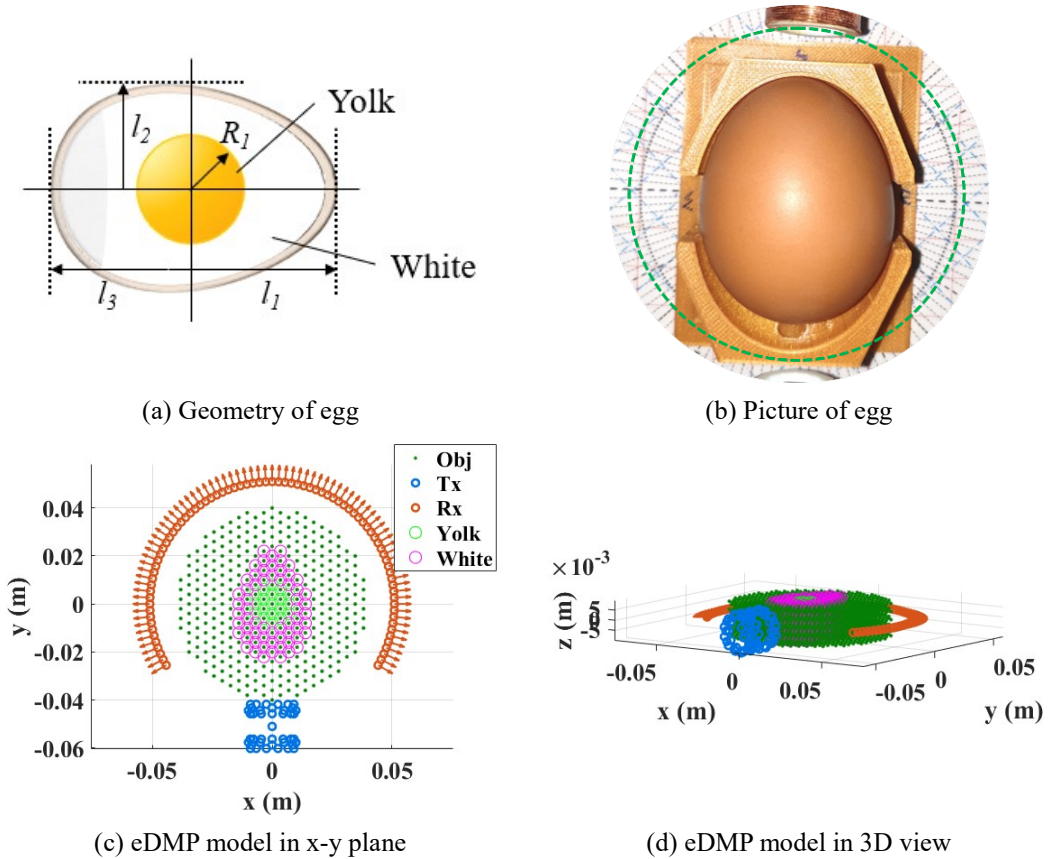 Yolk
l2
R1
White
l3
l1
(a) Geometry of egg
(b) Picture of egg
Obj
Tx
Rx
Yolk
White
0.04
0.02
0
-0.02
-0.04
-0.06
y (m)
-0.05
0
0.05
x (m)
×10-3
5
0
-5
z (m)
-0.05
0
0.05
x (m)
-0.05
0
0.05
y (m)
(c) eDMP model in x-y plane
(d) eDMP model in 3D view